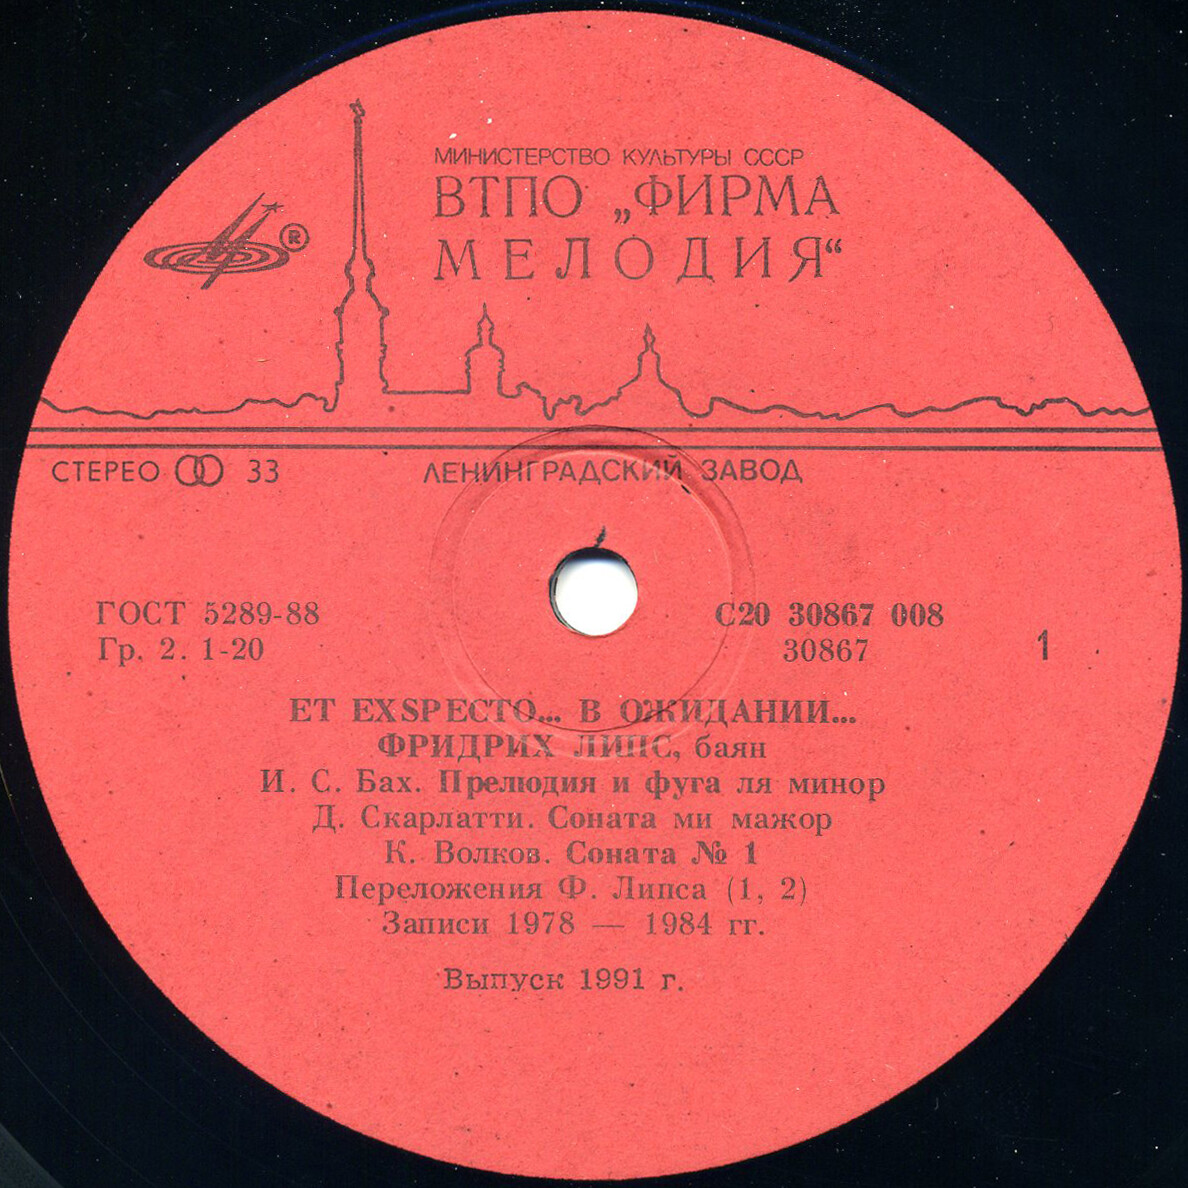 МИНИСТЕРСТВО КУЛЬТУРЫ СССР
ВТПО „ФИРМА
МЕЛОДИЯ“
®
СТЕРЕО 33
ЛЕНИНГРАДСКИЙ ЗАВОД
ГОСТ 5289-88
Гр. 2. 1-20
С20 30867 008
30867
1
ET EXSPECTO... В ОЖИДАНИИ...
ФРИДРИХ ЛИПС, баян
И. С. Бах. Прелюдия и фуга ля минор
Д. Скарлатти. Соната ми мажор
К. Волков. Соната № 1
Переложения Ф. Липса (1, 2)
Записи 1978 — 1984 гг.
Выпуск 1991 г.